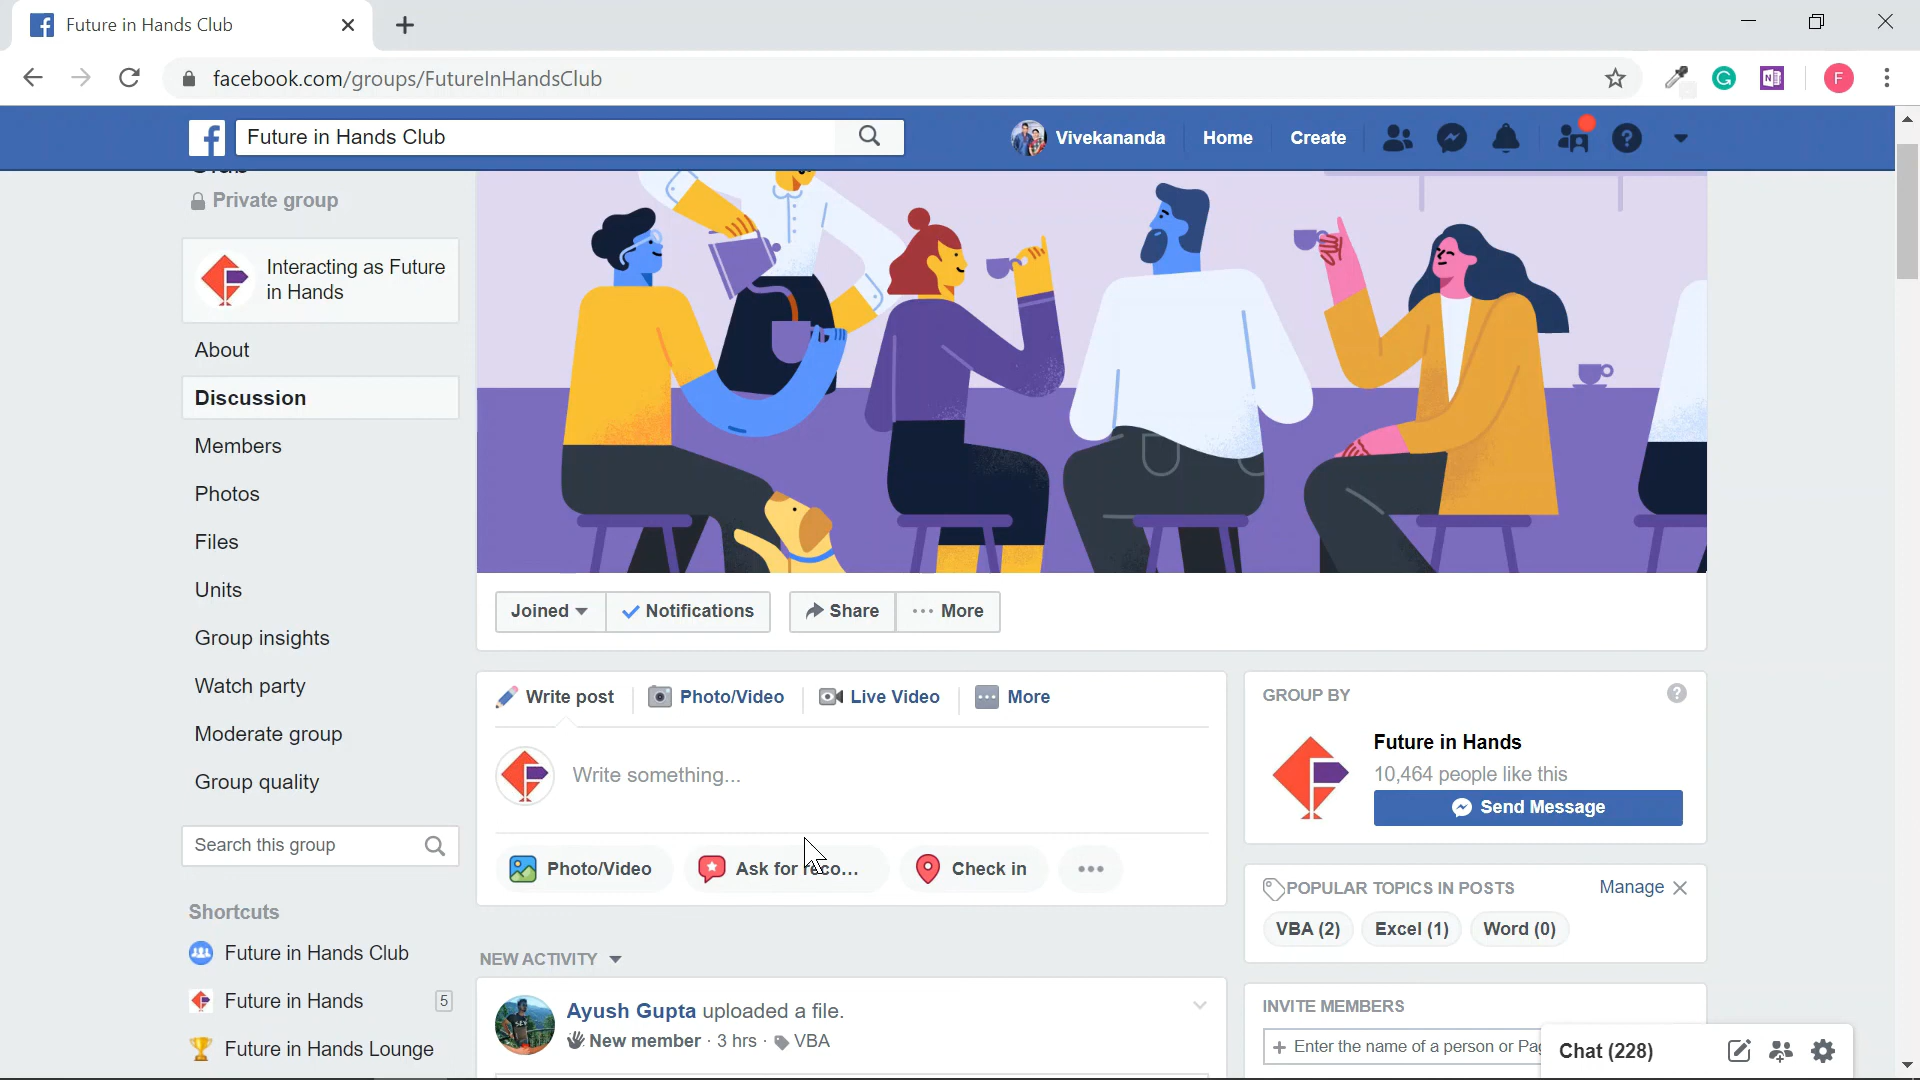 Future in Hands Club
facebook.com/groups/FutureInHandsClub
F
Future in Hands Club
Vivekananda
Home
Create
Club
Private group
Interacting as Future
in Hands
About
Discussion
Members
Photos
Files
Units
Group insights
Watch party
Moderate group
Group quality
Search this group
Shortcuts
Future in Hands Club
Future in Hands
5
Future in Hands Lounge
Joined
Notifications
Share
More
Write post
Photo/Video
Live Video
More
Write something...
Photo/Video
Ask for reco...
Check in
NEW ACTIVITY
Ayush Gupta uploaded a file.
New member · 3 hrs · VBA
GROUP BY
Future in Hands
10,464 people like this
Send Message
POPULAR TOPICS IN POSTS
Manage
VBA (2)
Excel (1)
Word (0)
INVITE MEMBERS
+ Enter the name of a person or
Chat (228)